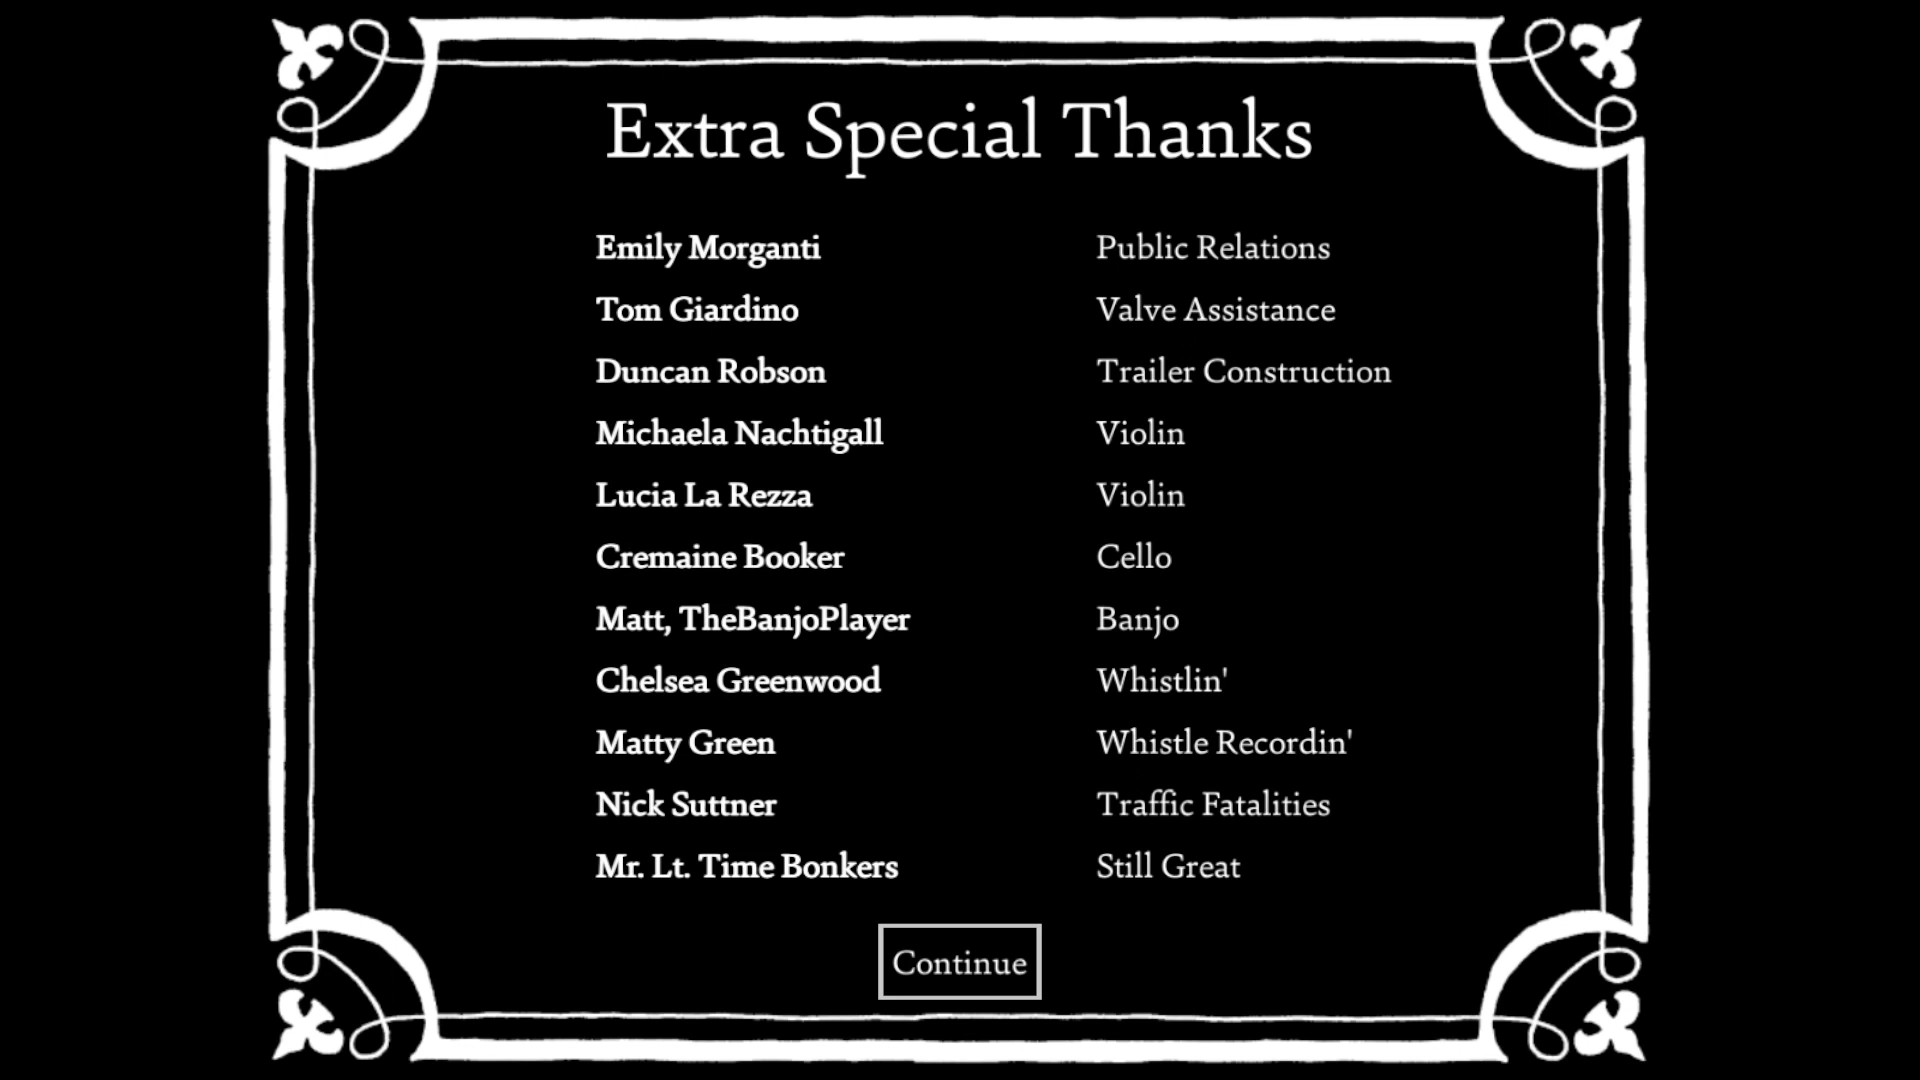 Extra Special Thanks
Emily Morganti Public Relations
Tom Giardino Valve Assistance
Duncan Robson Trailer Construction
Michaela Nachtigall Violin
Lucia La Rezza Violin
Cremaine Booker Cello
Matt, TheBanjoPlayer Banjo
Chelsea Greenwood Whistlin'
Matty Green Whistle Recordin'
Nick Suttner Traffic Fatalities
Mr. Lt. Time Bonkers Still Great
Continue